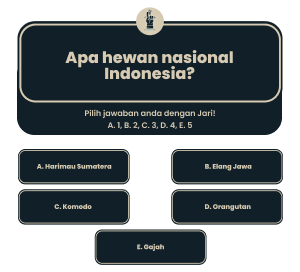 Apa hewan nasional
Indonesia?
Pilih jawaban anda dengan Jari!
A. 1, B. 2, C. 3, D. 4, E. 5
A. Harimau Sumatera
B. Elang Jawa
C. Komodo
D. Orangutan
E. Gajah